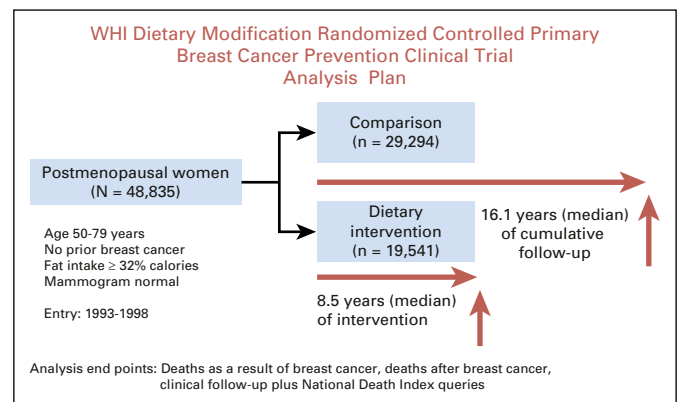 WHI Dietary Modification Randomized Controlled Primary
Breast Cancer Prevention Clinical Trial
Analysis Plan
Comparison
(n = 29,294)
Postmenopausal women
(N = 48,835)
Dietary
intervention
(n = 19,541)
16.1 years (median)
of cumulative
follow-up
Age 50-79 years
No prior breast cancer
Fat intake ≥ 32% calories
Mammogram normal
Entry: 1993-1998
8.5 years (median)
of intervention
Analysis end points: Deaths as a result of breast cancer, deaths after breast cancer,
clinical follow-up plus National Death Index queries